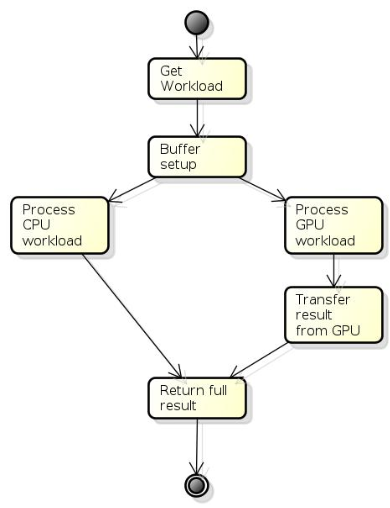 Get
Workload
Buffer
setup
Process
CPU
workload
Process
GPU
workload
Transfer
result
from GPU
Return full
result